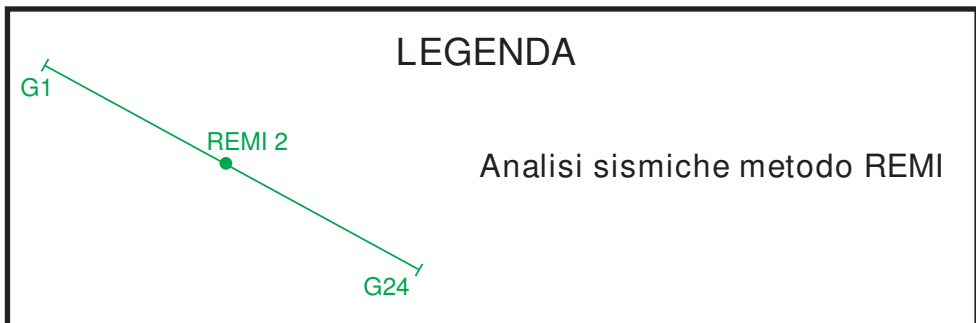 LEGENDA
G1
REMI 2
Analisi sismiche metodo REMI
G24